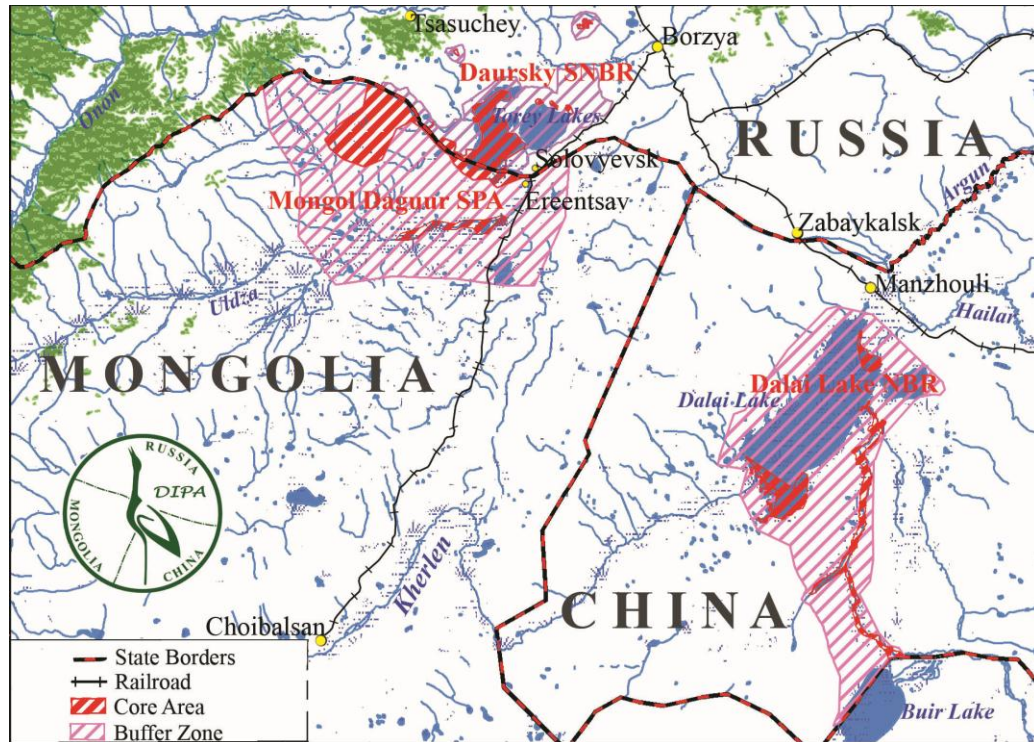 Tsasuchey
Borzya
Daursky SNBR
Onon
Torey Lakes
RUSSIA
Solovyevsk
Argun
Mongol Daguur SPA
Ereentsav
Zabaykalsk
Uldza
Manzhouli
Hailar
MONGOLIA
Dalai Lake NBR
Dalai Lake
RUSSIA
DIPA
MONGOLIA
CHINA
Kherlen
CHINA
Choibalsan
State Borders
Railroad
Core Area
Buffer Zone
Buir Lake